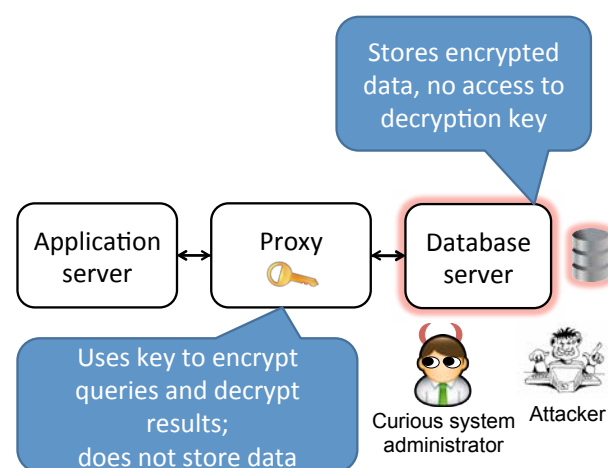 Stores encrypted
data, no access to
decryption key
Application
server
Proxy
Database
server
Uses key to encrypt
queries and decrypt
results;
does not store data
Curious system
administrator
Attacker